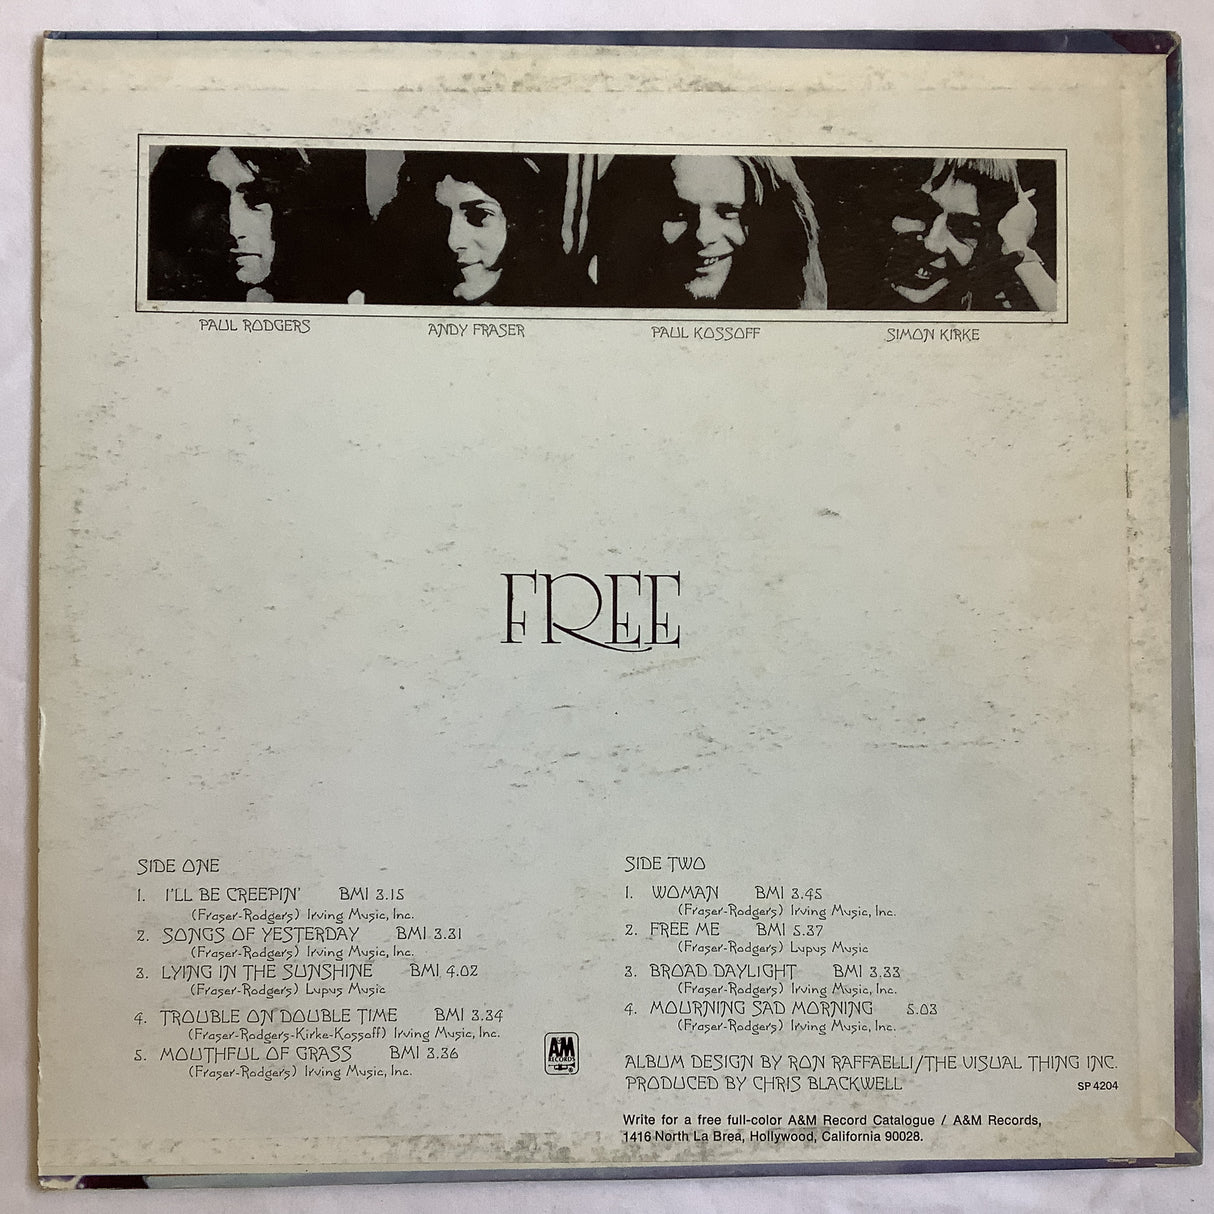 PAUL RODGERS
ANDY FRASER
PAUL KOSSOFF
SIMON KIRKE
FREE
SIDE ONE
1. I'LL BE CREEPIN' BMI 3.15
(Fraser-Rodgers) Irving Music, Inc.
2. SONGS OF YESTERDAY BMI 3.31
(Fraser-Rodgers) Irving Music, Inc.
3. LYING IN THE SUNSHINE BMI 4.02
(Fraser-Rodgers) Lupus Music
4. TROUBLE ON DOUBLE TIME BMI 3.34
(Fraser-Rodgers-Kirke-Kossoff) Irving Music, Inc.
5. MOUTHFUL OF GRASS BMI 3.36
(Fraser-Rodgers) Irving Music, Inc.
A&M
RECORDS
SIDE TWO
1. WOMAN BMI 3.45
(Fraser-Rodgers) Irving Music, Inc.
2. FREE ME BMI 5.37
(Fraser-Rodgers) Lupus Music
3. BROAD DAYLIGHT BMI 3.33
(Fraser-Rodgers) Irving Music, Inc.
4. MOURNING SAD MORNING 5.03
(Fraser-Rodgers) Irving Music, Inc.
ALBUM DESIGN BY RON RAFFAELLI/THE VISUAL THING INC.
PRODUCED BY CHRIS BLACKWELL
SP 4204
Write for a free full-color A&M Record Catalogue / A&M Records,
1416 North La Brea, Hollywood, California 90028.